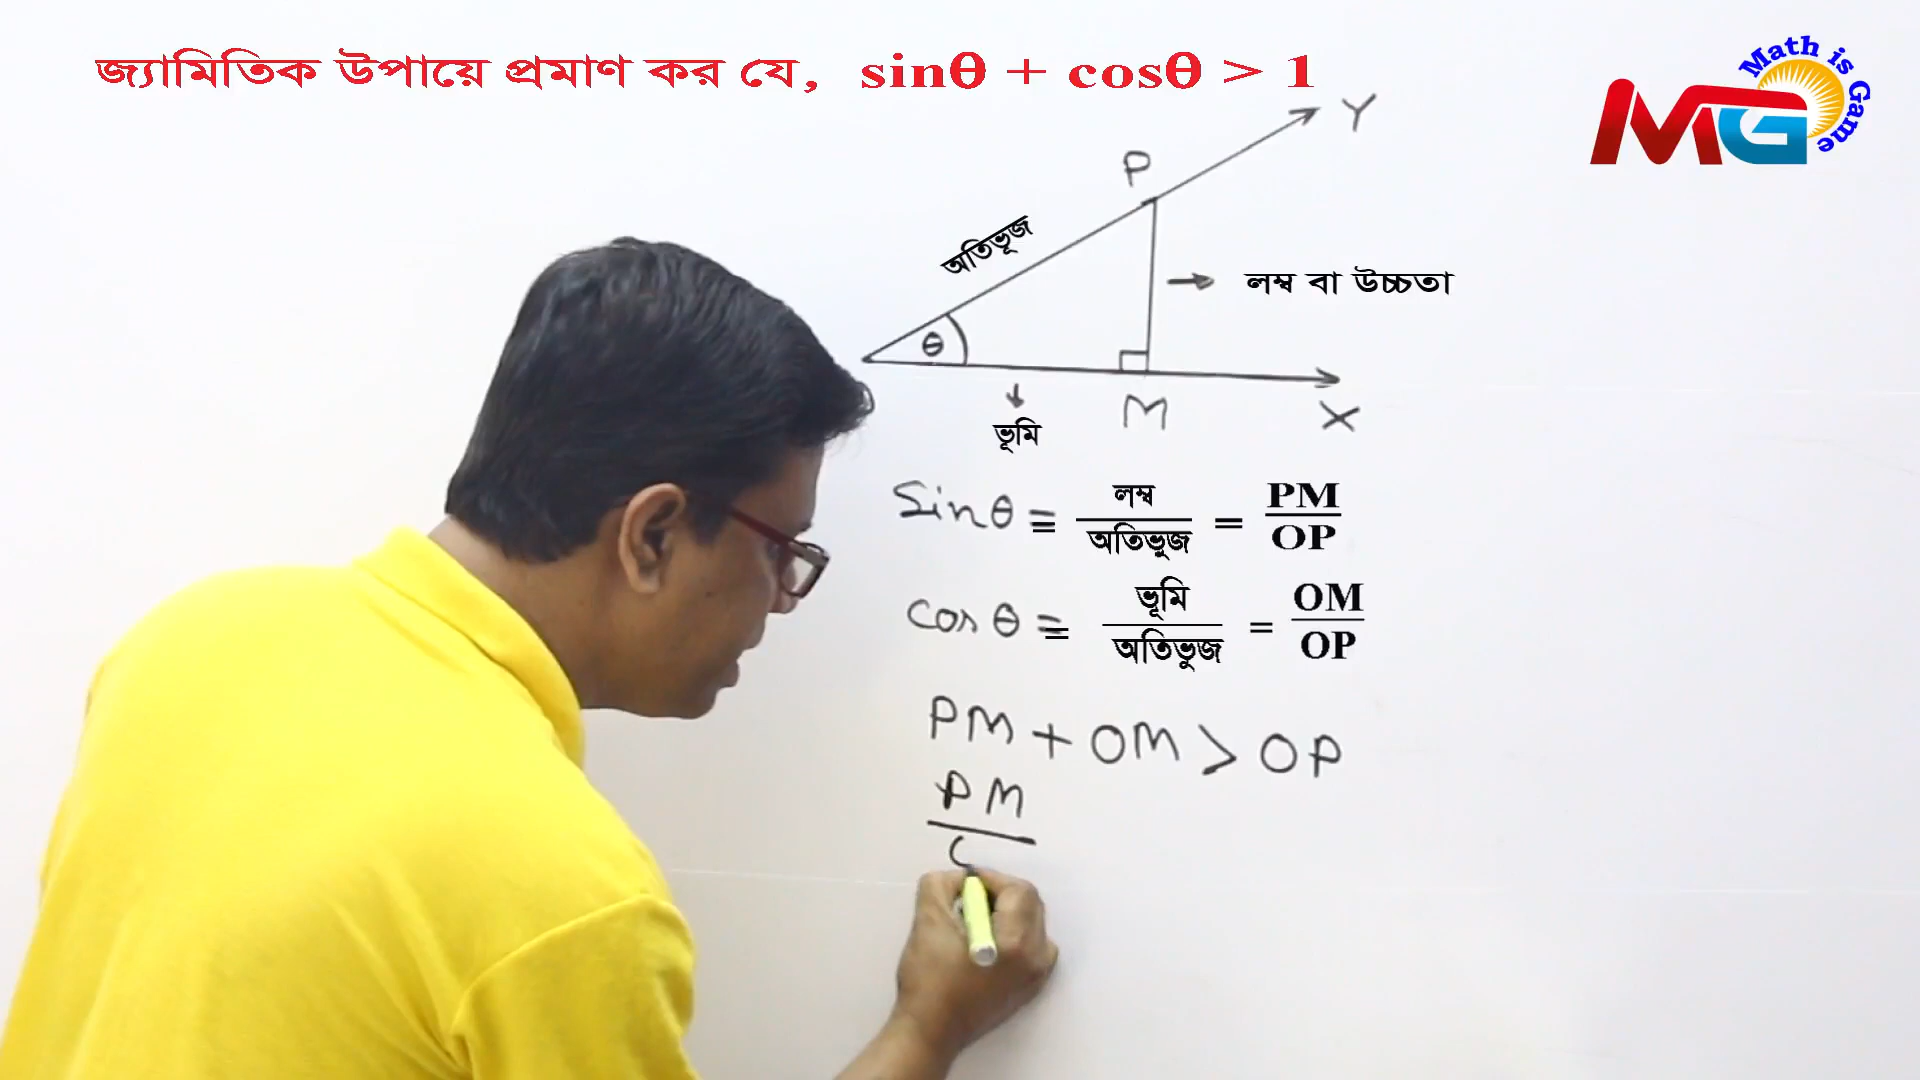 জ্যামিতিক উপায়ে প্রমাণ কর যে, sinθ + cosθ > 1
Math is Game
MG
Y
P
অতিভূজ
লম্ব বা উচ্চতা
θ
M
X
ভূমি
sinθ = লম্ব / অতিভুজ = PM / OP
cosθ = ভূমি / অতিভুজ = OM / OP
PM + OM > OP
PM